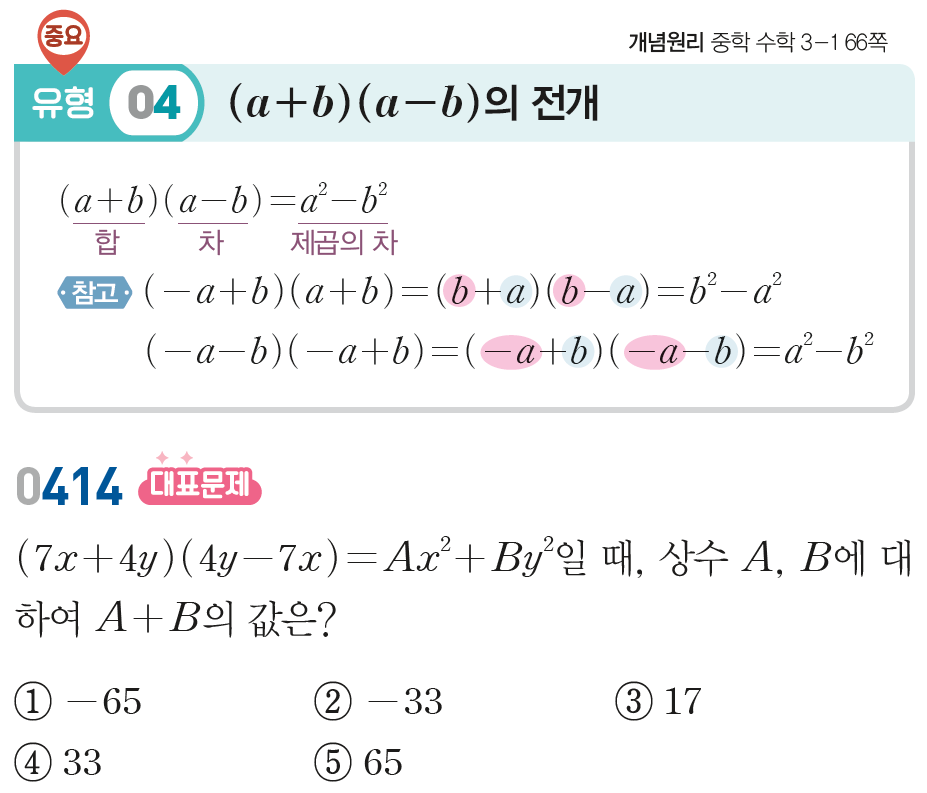 중요
개념원리 중학 수학 3-1 66쪽
유형 04 (a+b)(a-b)의 전개
(a+b)(a-b)=a²-b²
합 차 제곱의 차
참고 (-a+b)(a+b)=(b+a)(b-a)=b²-a²
(-a-b)(-a+b)=(-a+b)(-a-b)=a²-b²
0414 대표문제
(7x+4y)(4y-7x)=Ax²+By²일 때, 상수 A, B에 대
하여 A+B의 값은?
① -65 ② -33 ③ 17
④ 33 ⑤ 65